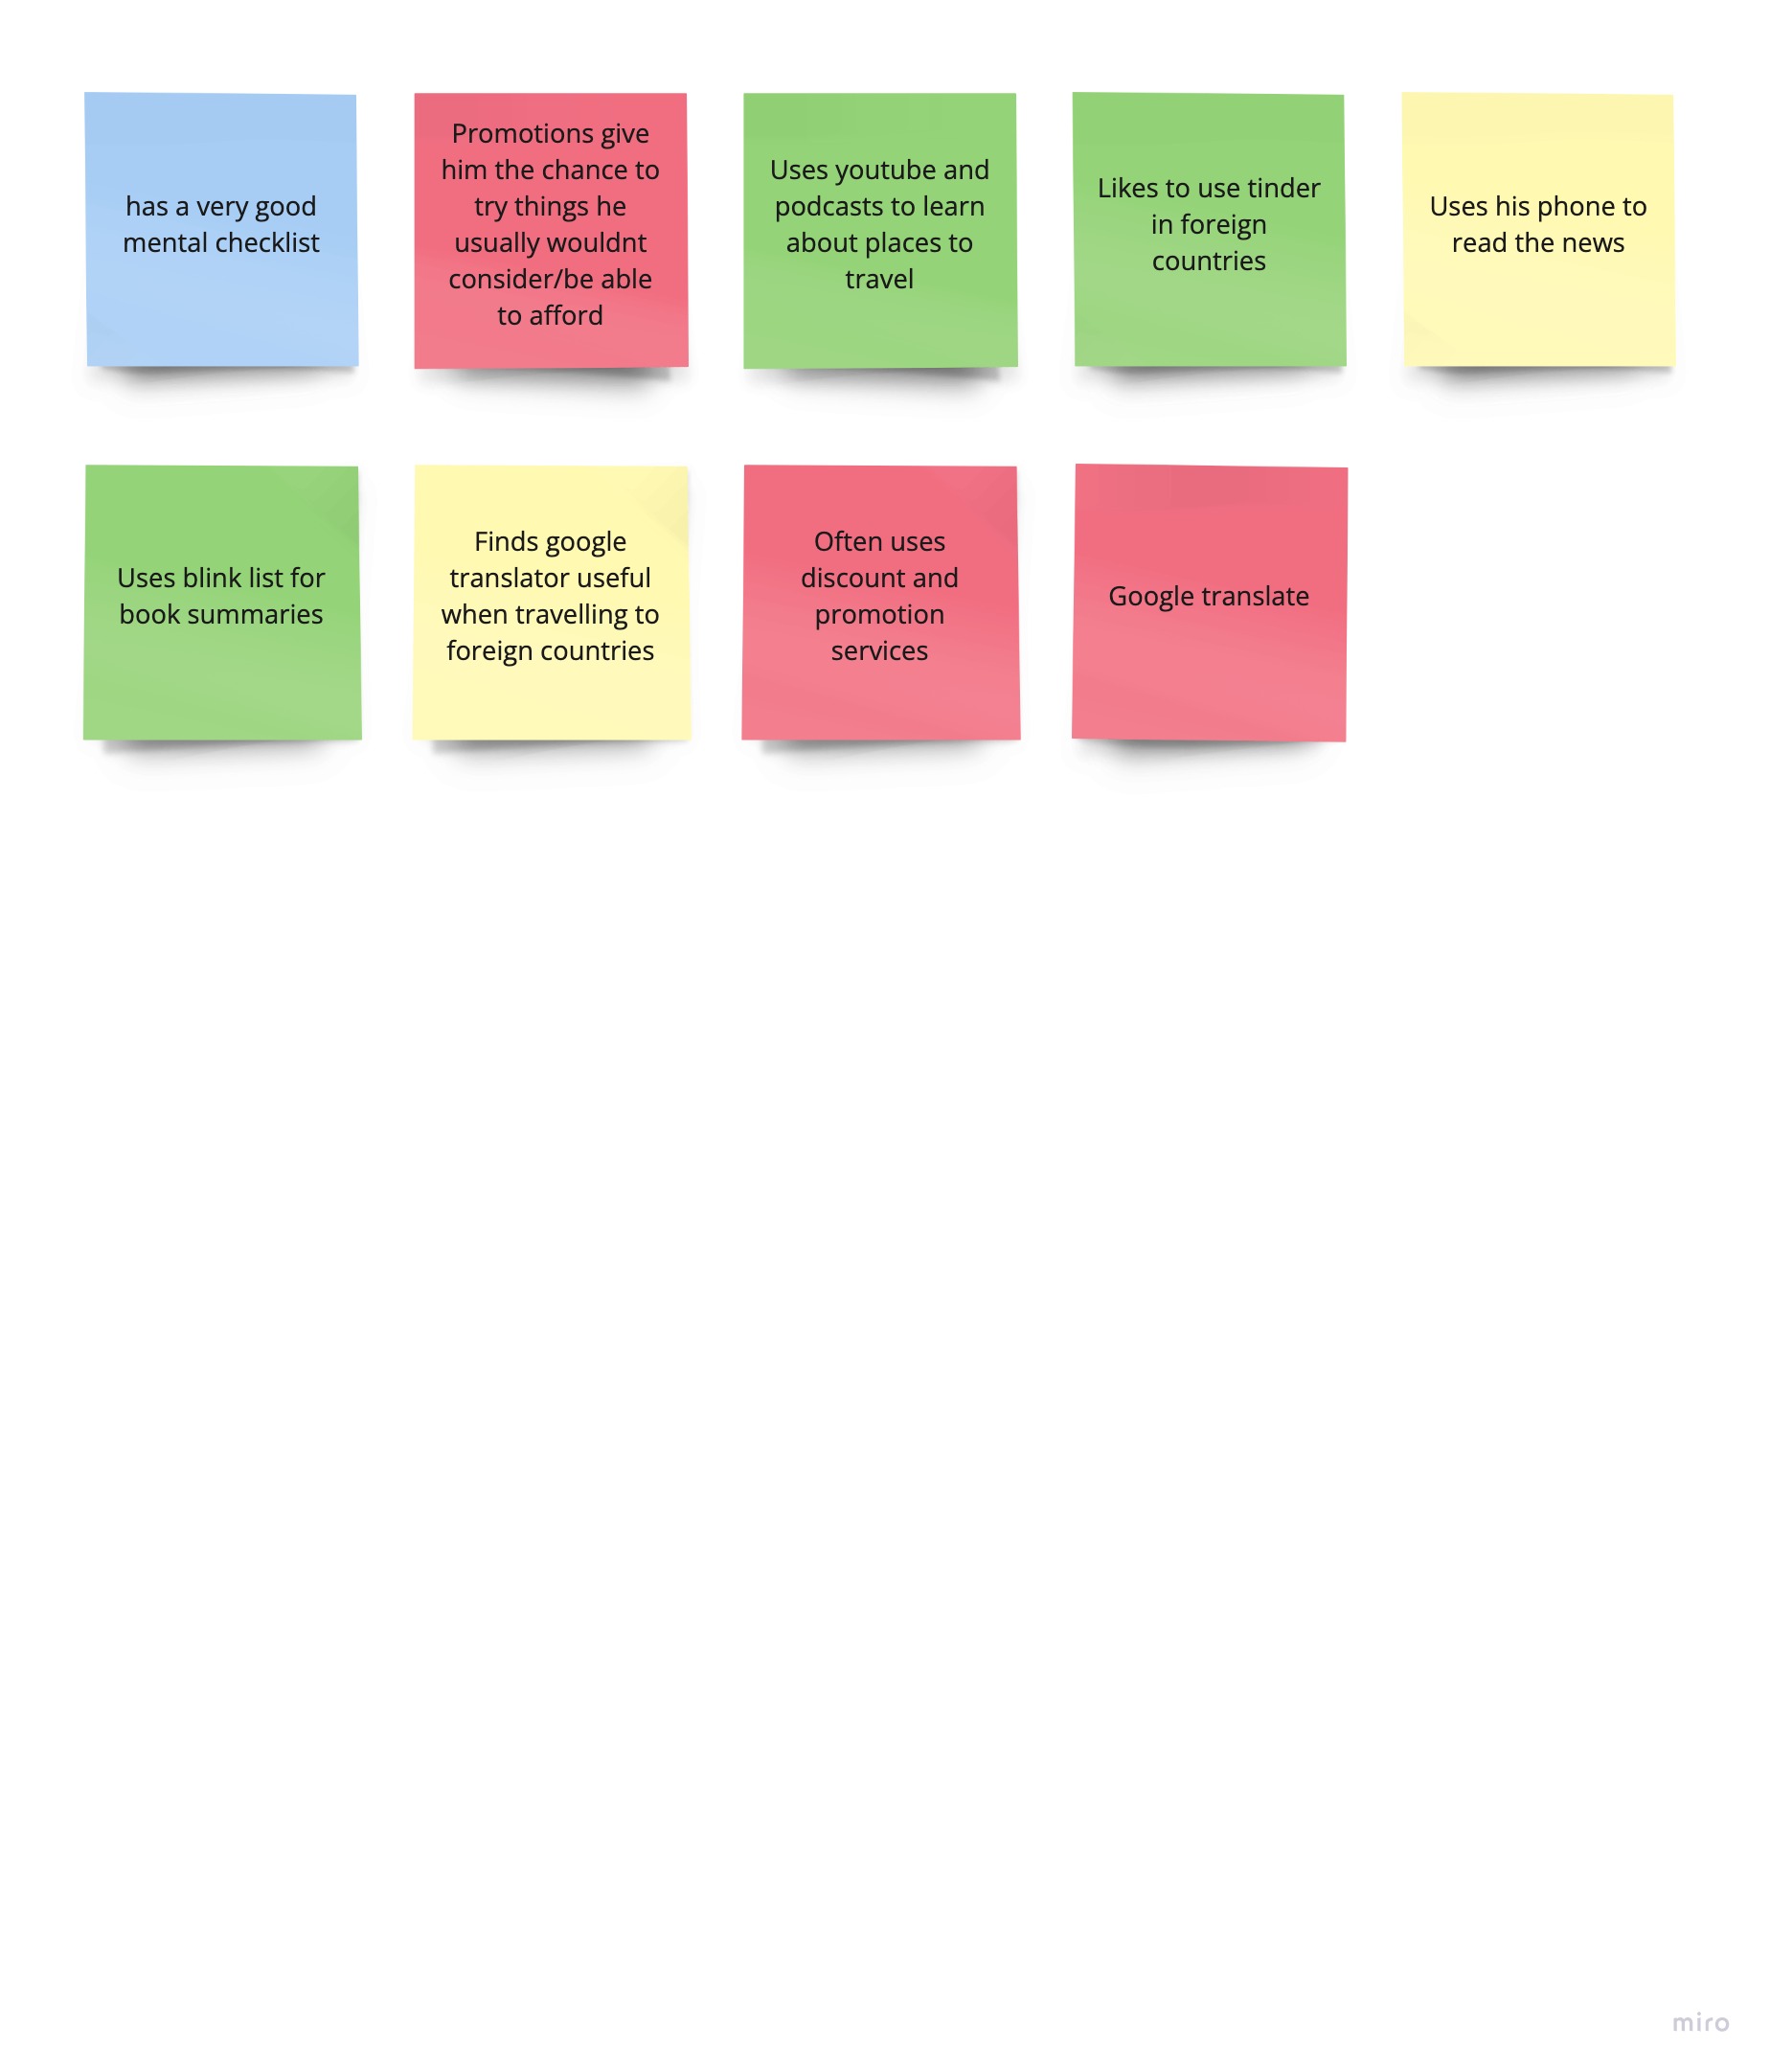 has a very good
mental checklist
Promotions give
him the chance to
try things he
usually wouldnt
consider/be able
to afford
Uses youtube and
podcasts to learn
about places to
travel
Likes to use tinder
in foreign
countries
Uses his phone to
read the news
Uses blink list for
book summaries
Finds google
translator useful
when travelling to
foreign countries
Often uses
discount and
promotion
services
Google translate
miro